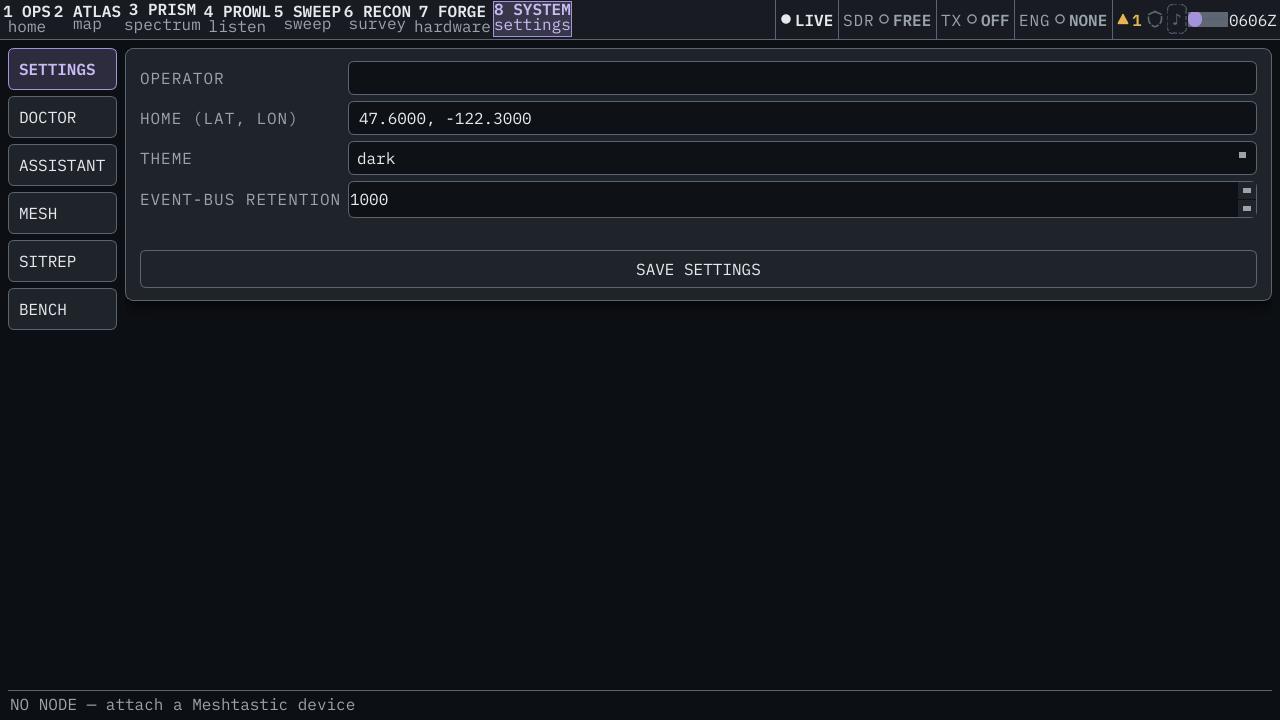 1 OPS 2 ATLAS 3 PRISM 4 PROWL 5 SWEEP 6 RECON 7 FORGE 8 SYSTEM
home map spectrum listen sweep survey hardware settings
LIVE SDR FREE TX OFF ENG NONE 1 0606Z
SETTINGS
DOCTOR
ASSISTANT
MESH
SITREP
BENCH
OPERATOR
HOME (LAT, LON) 47.6000, -122.3000
THEME dark
EVENT-BUS RETENTION 1000
SAVE SETTINGS
NO NODE — attach a Meshtastic device